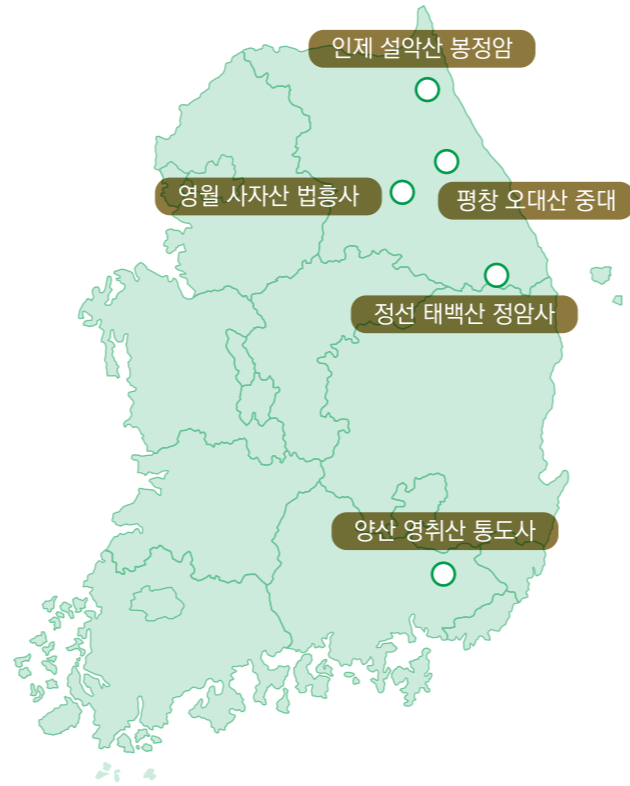 인제 설악산 봉정암
영월 사자산 법흥사
평창 오대산 중대
정선 태백산 정암사
양산 영취산 통도사